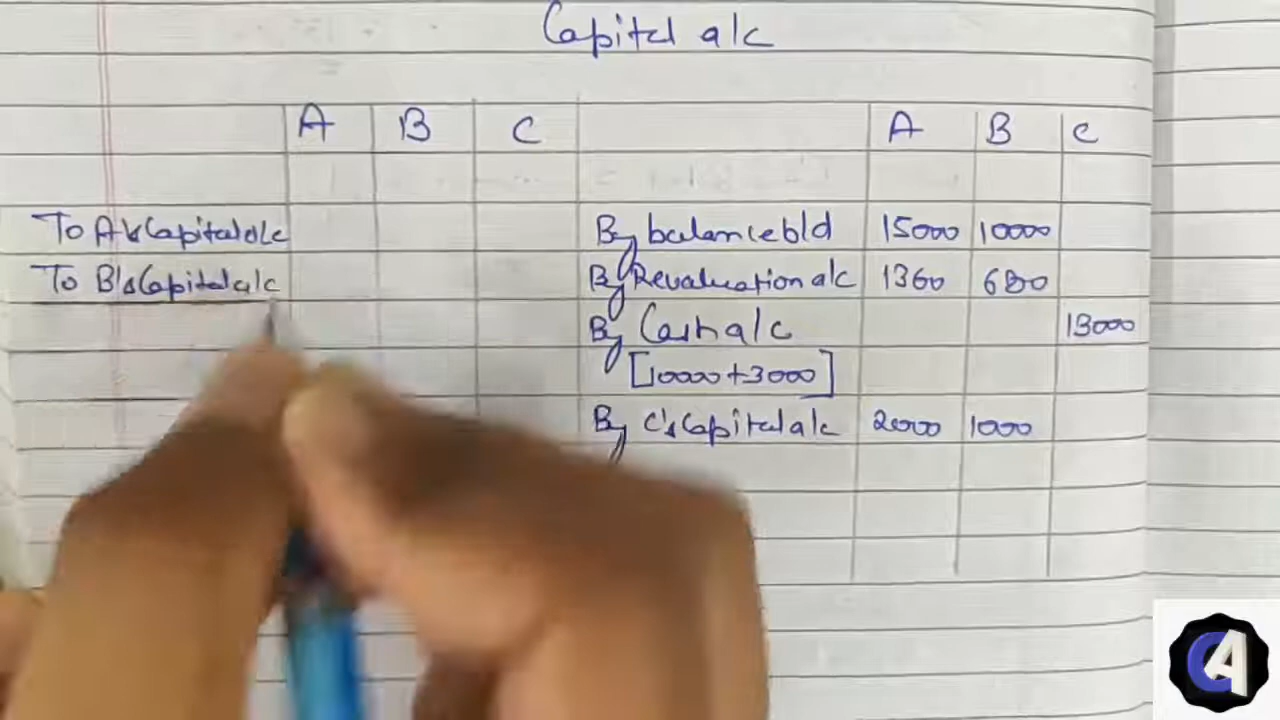 Capital a/c
A B C A B C
To A's Capital a/c By balance b/d 15000 10000
To B's Capital a/c By Revaluation a/c 1360 680
By Cash a/c 13000
[10000+3000]
By C's Capital a/c 2000 1000
CA